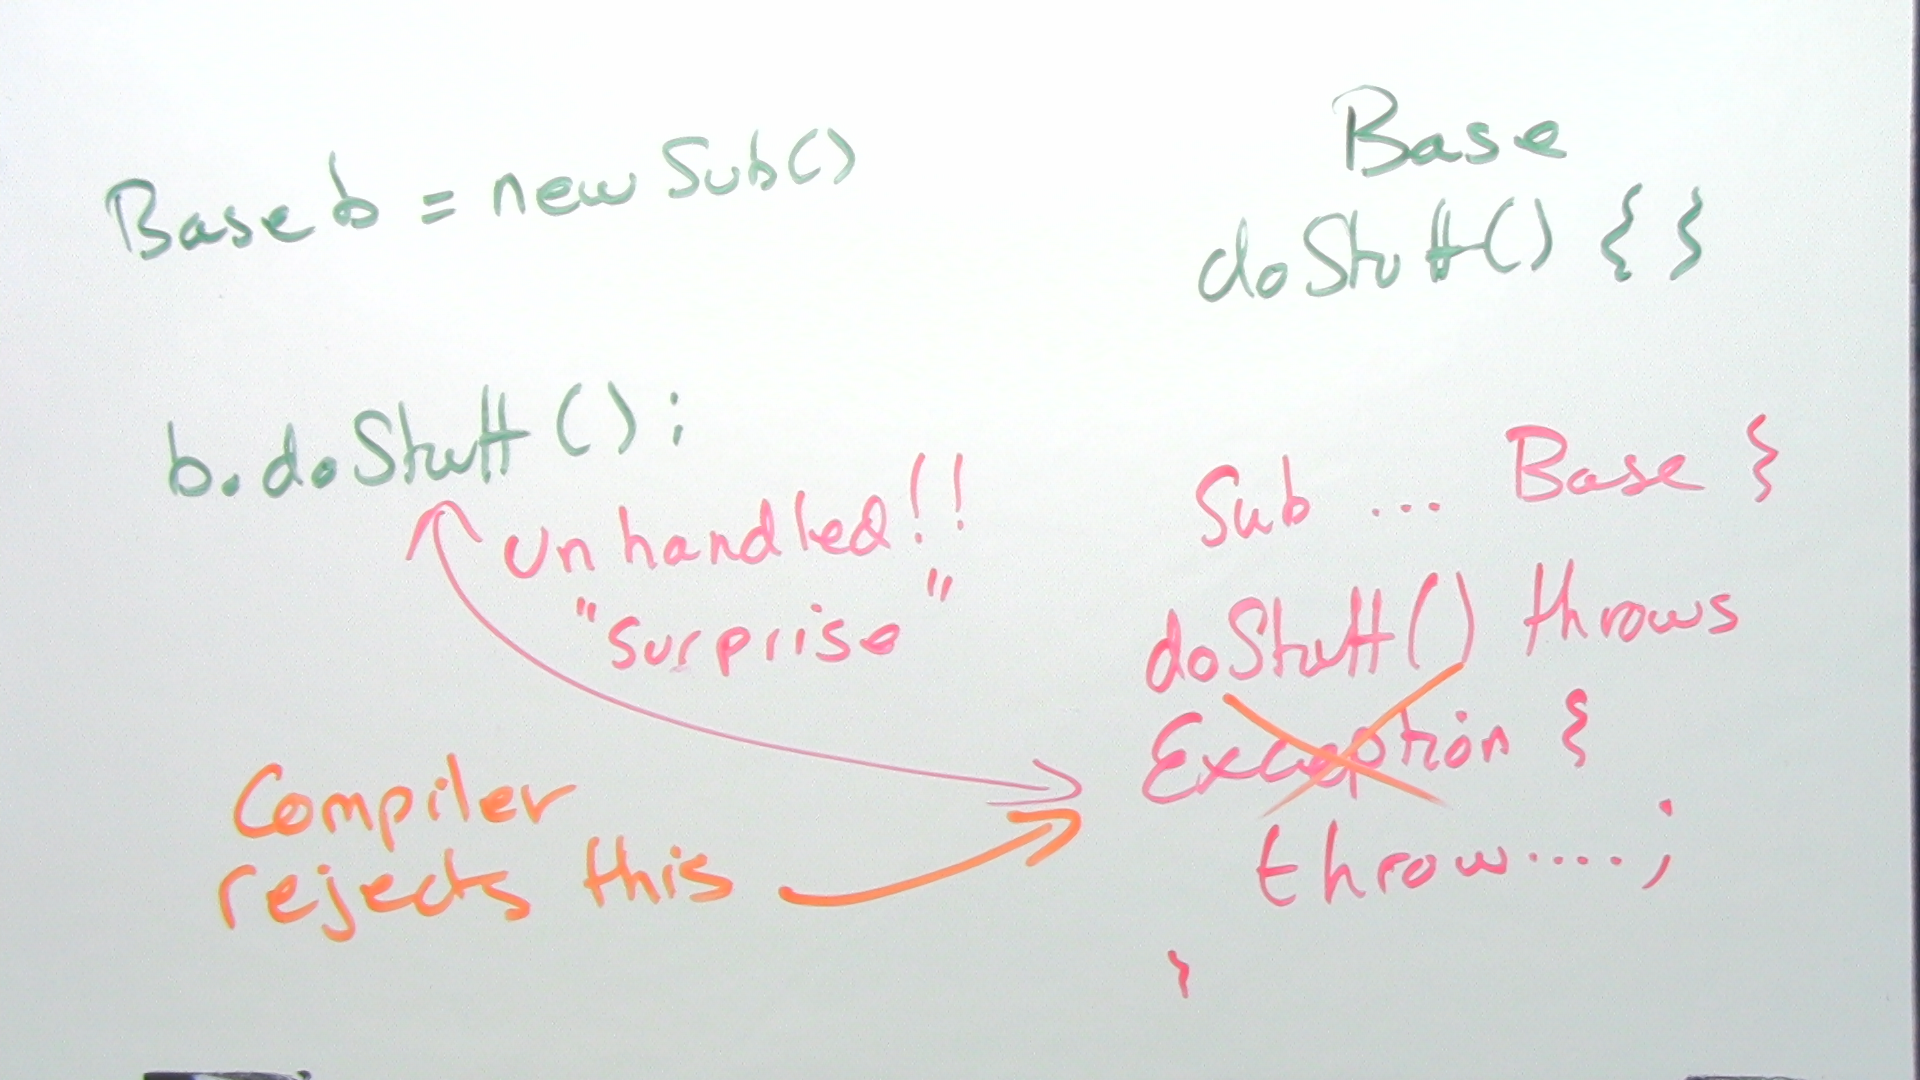 Base b = new Sub()
b.doStuff();
Unhandled!!
"Surprise"
Compiler
rejects this
Base
doStuff() { }
Sub ... Base {
doStuff() throws
Exception {
throw....;
}